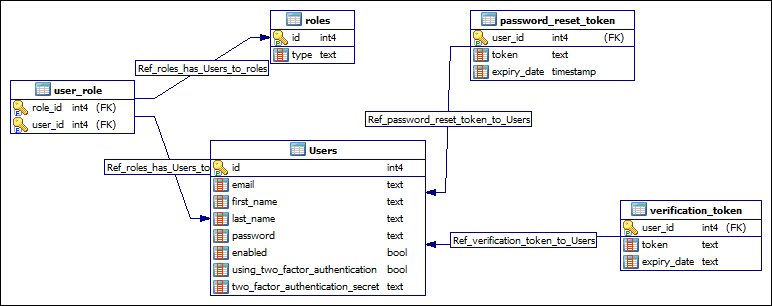 roles
id int4
type text
password_reset_token
user_id int4 (FK)
token text
expiry_date timestamp
Ref_roles_has_Users_to_roles
user_role
role_id int4 (FK)
user_id int4 (FK)
Ref_password_reset_token_to_Users
Users
Ref_roles_has_Users_to
id int4
email text
first_name text
last_name text
password text
enabled bool
using_two_factor_authentication bool
two_factor_authentication_secret text
Ref_verification_token_to_Users
verification_token
user_id int4 (FK)
token text
expiry_date text